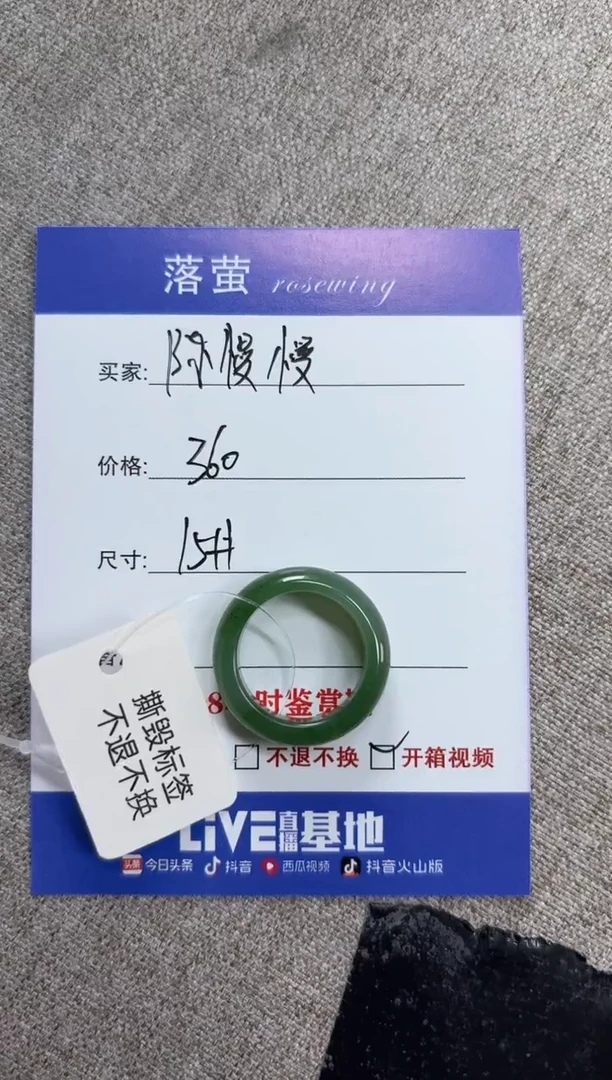 落萤 rosewing
买家: 陈慢慢
价格: 360
尺寸: 15#
时鉴赏
不退不换 开箱视频
撕毁标签
不退不换
LiVE直播基地
头条 今日头条 抖音 西瓜视频 抖音火山版